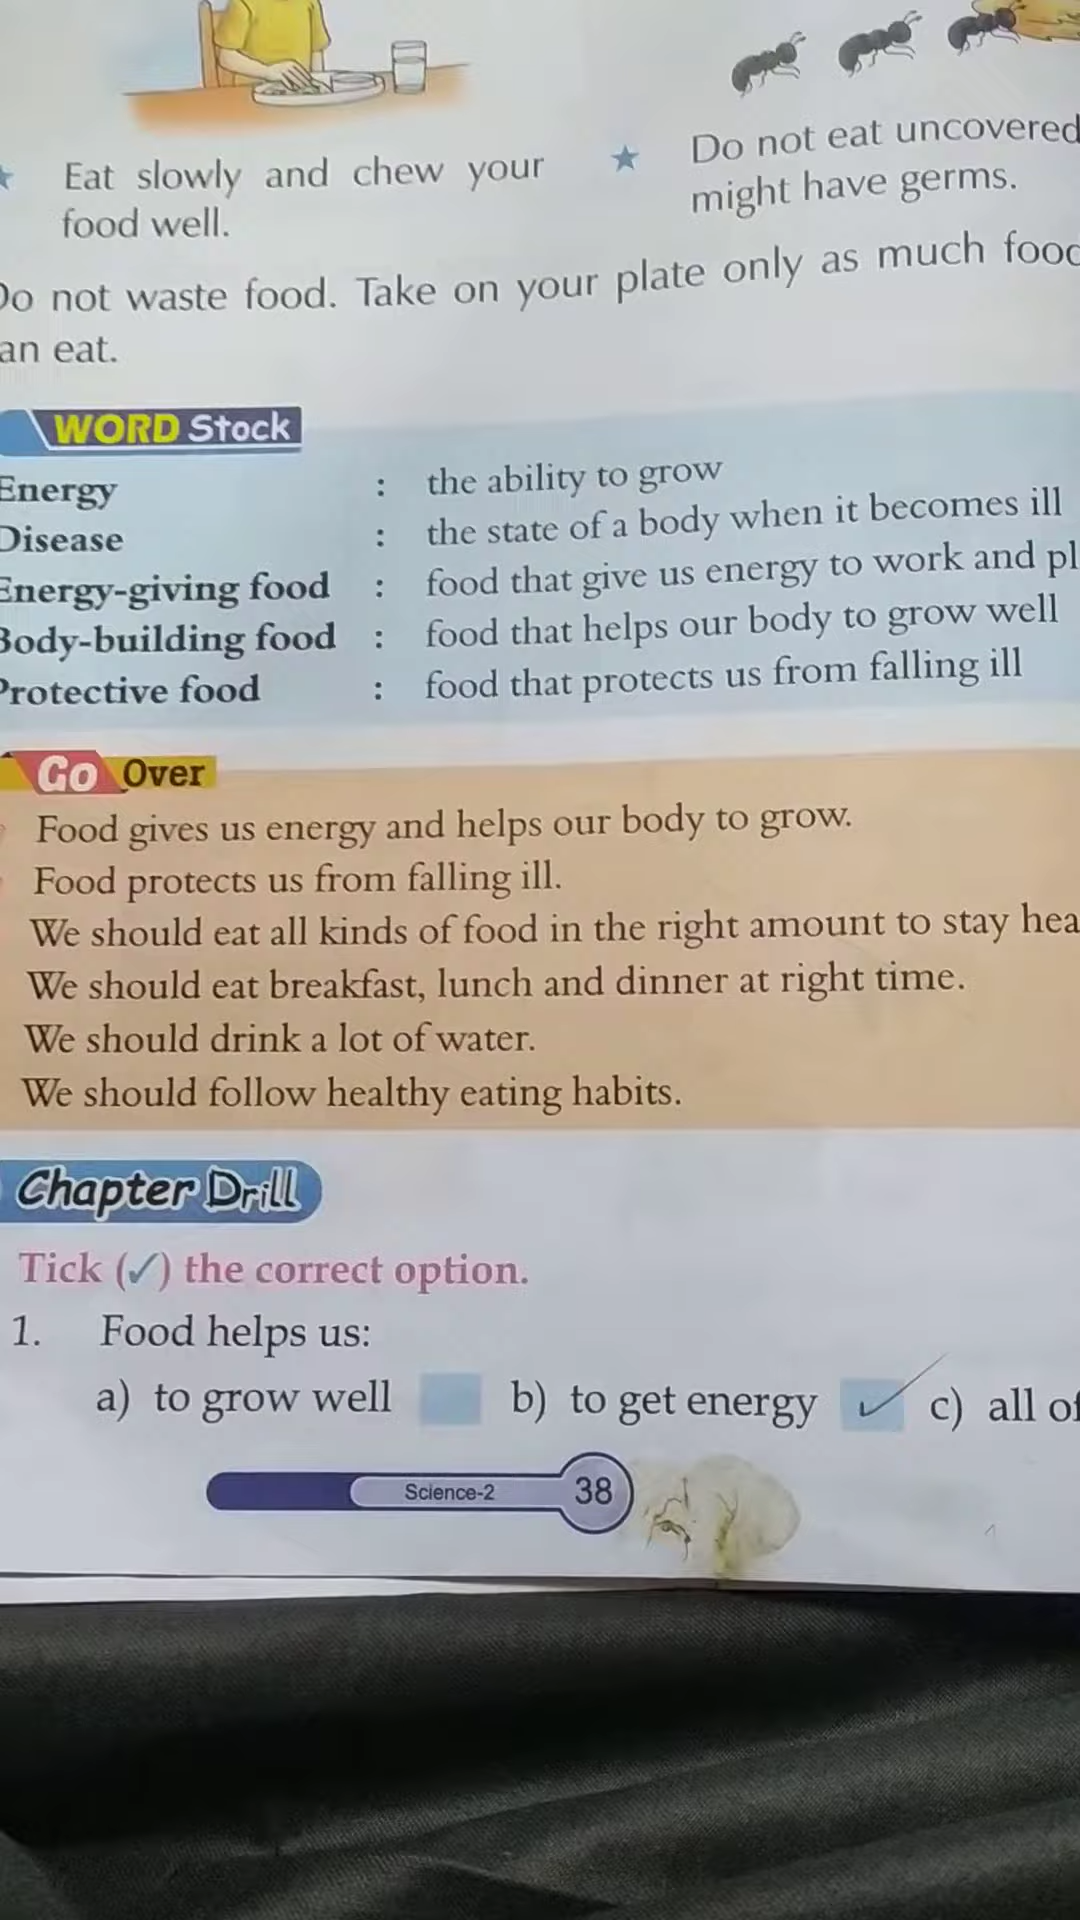 Eat slowly and chew your
food well.
Do not eat uncovered
might have germs.
Do not waste food. Take on your plate only as much food
an eat.
WORD Stock
Energy : the ability to grow
Disease : the state of a body when it becomes ill
Energy-giving food : food that give us energy to work and pl
Body-building food : food that helps our body to grow well
Protective food : food that protects us from falling ill
Go Over
Food gives us energy and helps our body to grow.
Food protects us from falling ill.
We should eat all kinds of food in the right amount to stay hea
We should eat breakfast, lunch and dinner at right time.
We should drink a lot of water.
We should follow healthy eating habits.
Chapter Drill
Tick (✓) the correct option.
1. Food helps us:
a) to grow well b) to get energy ✓ c) all of
Science-2 38